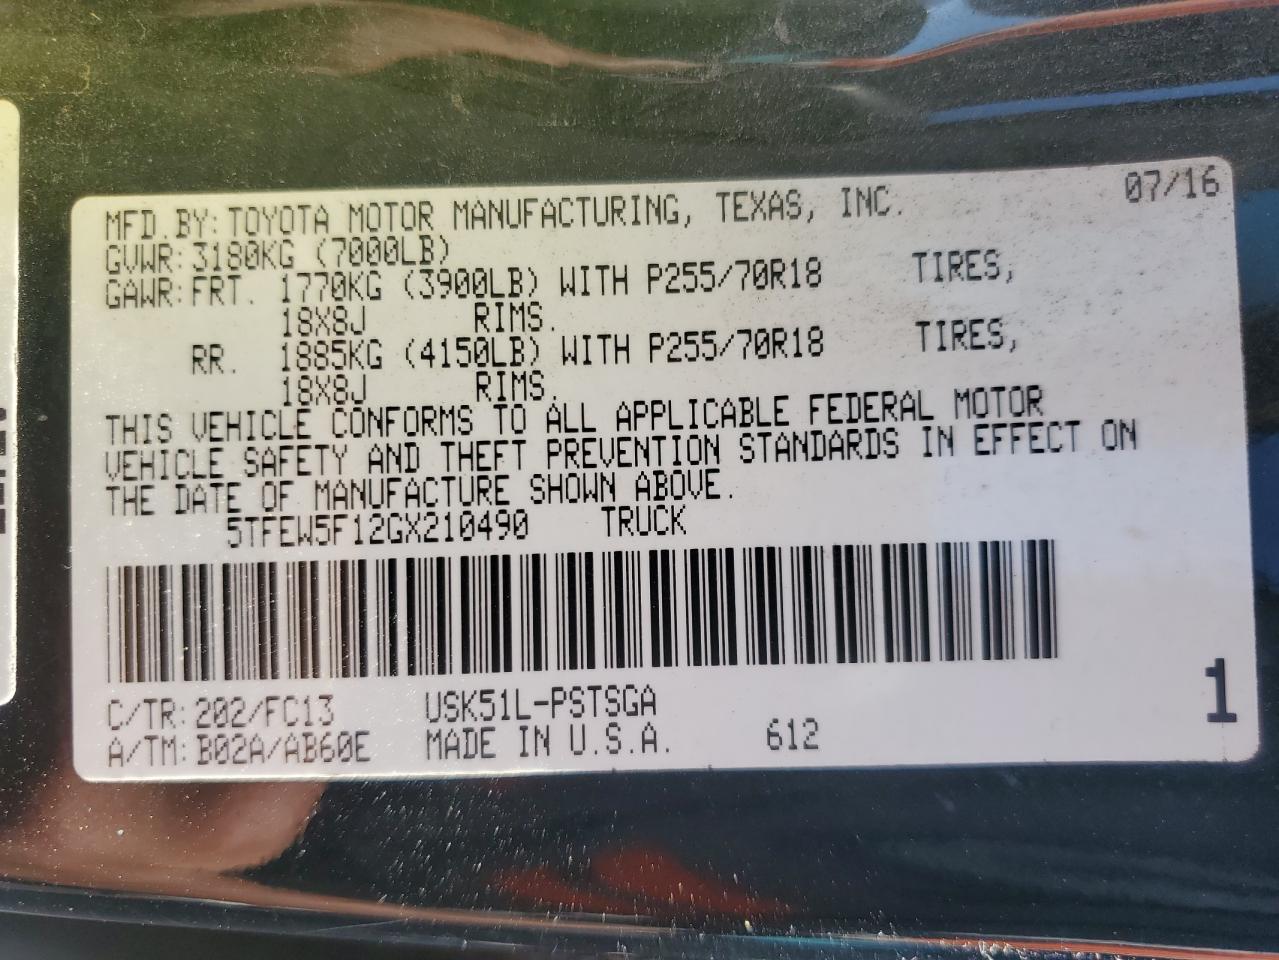 MFD.BY: TOYOTA MOTOR MANUFACTURING, TEXAS, INC. 07/16
GVWR: 3180KG (7000LB)
GAWR: FRT. 1770KG (3900LB) WITH P255/70R18 TIRES,
18X8J RIMS.
RR. 1885KG (4150LB) WITH P255/70R18 TIRES,
18X8J RIMS.
THIS VEHICLE CONFORMS TO ALL APPLICABLE FEDERAL MOTOR
VEHICLE SAFETY AND THEFT PREVENTION STANDARDS IN EFFECT ON
THE DATE OF MANUFACTURE SHOWN ABOVE.
5TFEW5F12GX210490 TRUCK
C/TR: 202/FC13 USK51L-PSTSGA
A/TM: B02A/AB60E MADE IN U.S.A. 612
1